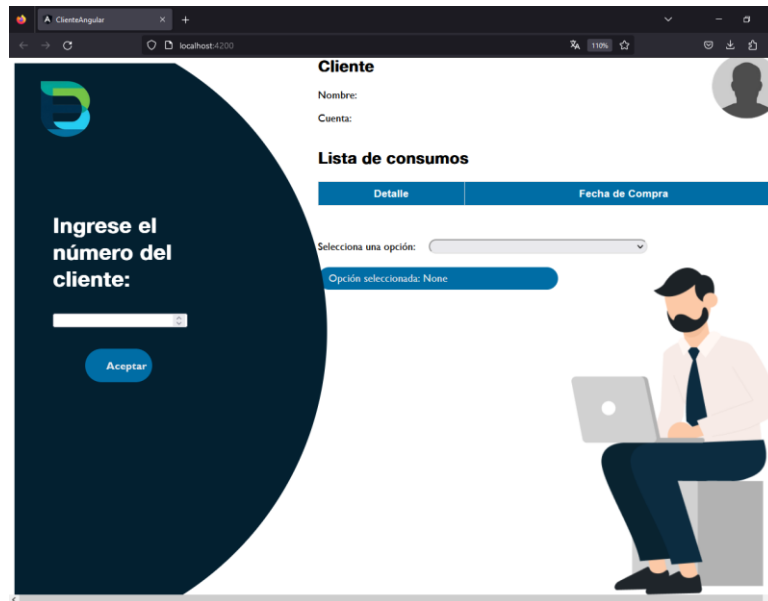 ClienteAngular
localhost:4200
110%
Cliente
Nombre:
Cuenta:
Lista de consumos
Detalle
Fecha de Compra
Ingrese el
número del
cliente:
Selecciona una opción:
Opción seleccionada: None
Aceptar